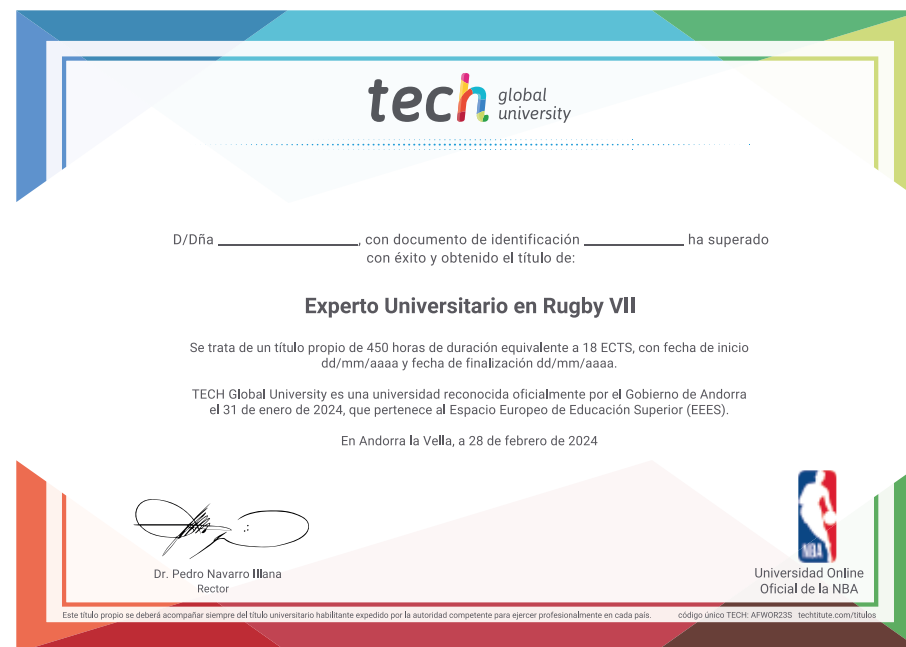 tech global
university
D/Dña ____________________, con documento de identificación ______________ ha superado
con éxito y obtenido el título de:
Experto Universitario en Rugby VII
Se trata de un título propio de 450 horas de duración equivalente a 18 ECTS, con fecha de inicio
dd/mm/aaaa y fecha de finalización dd/mm/aaaa.
TECH Global University es una universidad reconocida oficialmente por el Gobierno de Andorra
el 31 de enero de 2024, que pertenece al Espacio Europeo de Educación Superior (EEES).
En Andorra la Vella, a 28 de febrero de 2024
NBA
Dr. Pedro Navarro Illana
Rector
Universidad Online
Oficial de la NBA
Este título propio se deberá acompañar siempre del título universitario habilitante expedido por la autoridad competente para ejercer profesionalmente en cada país.
código único TECH: AFWOR23S techtitute.com/titulos